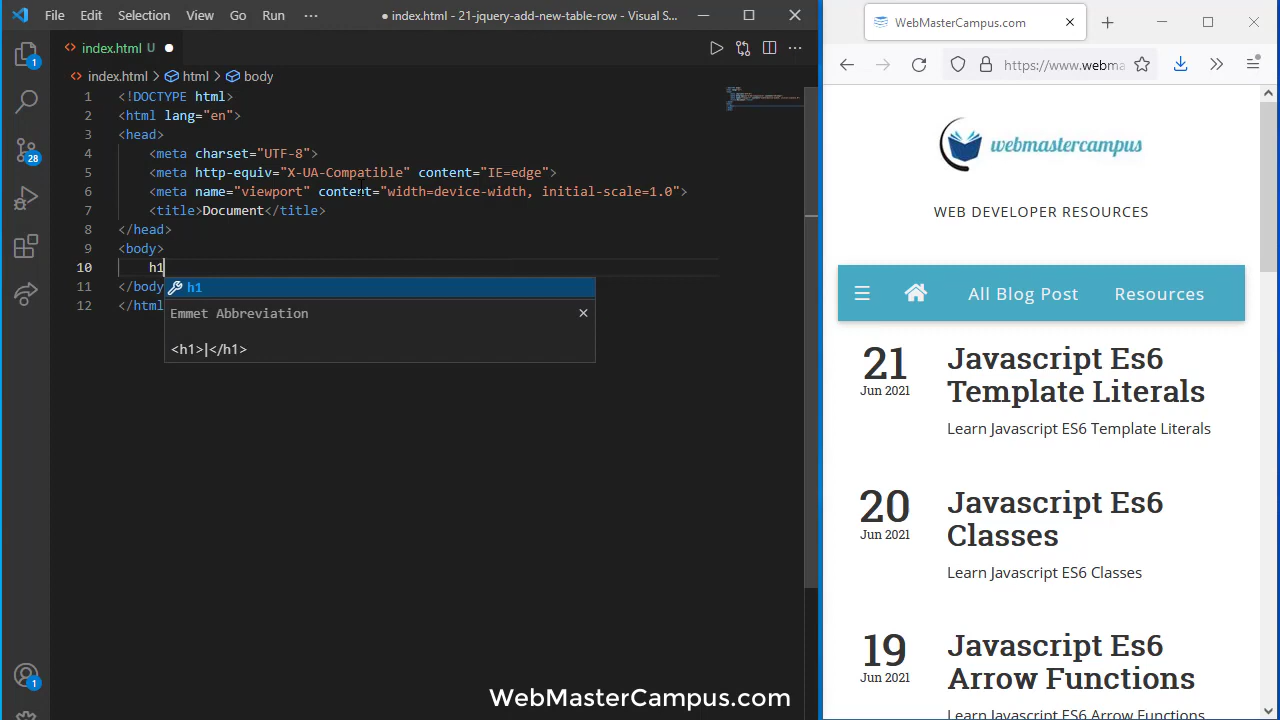 File Edit Selection View Go Run ··· ● index.html - 21-jquery-add-new-table-row - Visual S...
index.html U ●
index.html > html > body
1 <!DOCTYPE html>
2 <html lang="en">
3 <head>
4 <meta charset="UTF-8">
5 <meta http-equiv="X-UA-Compatible" content="IE=edge">
6 <meta name="viewport" content="width=device-width, initial-scale=1.0">
7 <title>Document</title>
8 </head>
9 <body>
10 h1
11 </body
12 </html
h1
Emmet Abbreviation
<h1>|</h1>
1
28
1
WebMasterCampus.com
WebMasterCampus.com
https://www.webma
webmastercampus
WEB DEVELOPER RESOURCES
All Blog Post Resources
21
Jun 2021
Javascript Es6
Template Literals
Learn Javascript ES6 Template Literals
20
Jun 2021
Javascript Es6
Classes
Learn Javascript ES6 Classes
19
Jun 2021
Javascript Es6
Arrow Functions
Learn Javascript ES6 Arrow Functions